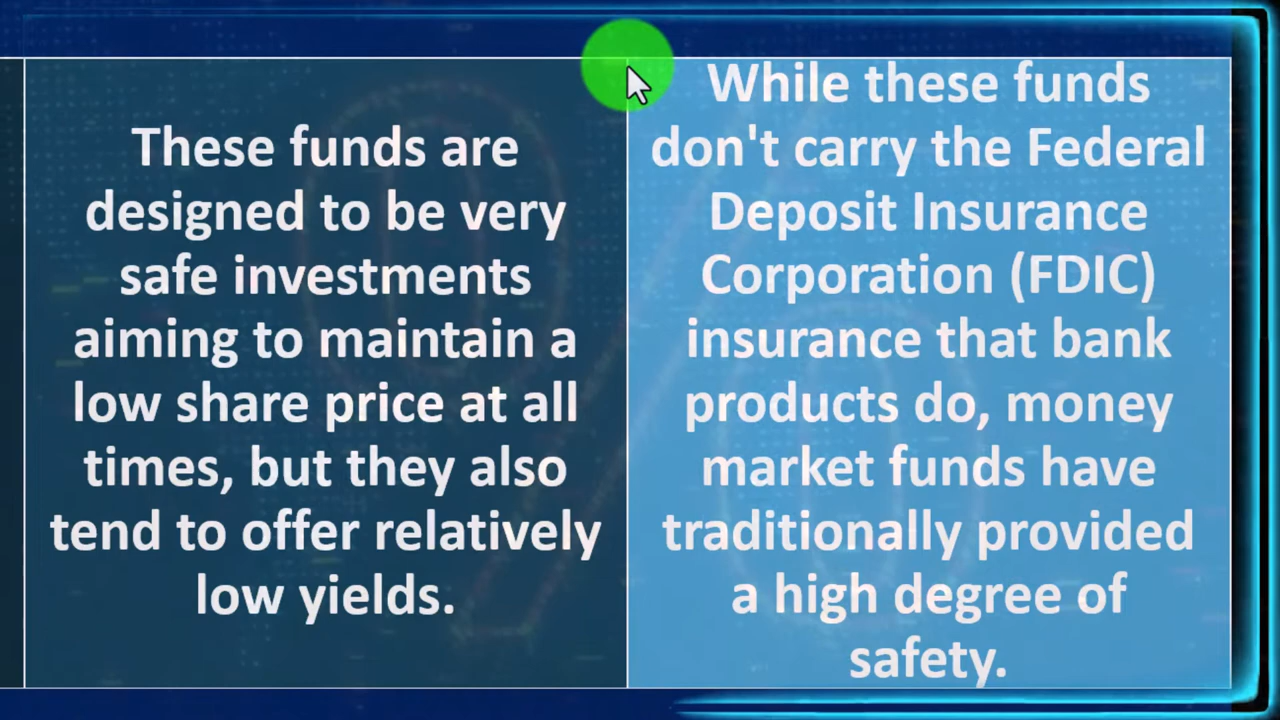 These funds are
designed to be very
safe investments
aiming to maintain a
low share price at all
times, but they also
tend to offer relatively
low yields.
While these funds
don't carry the Federal
Deposit Insurance
Corporation (FDIC)
insurance that bank
products do, money
market funds have
traditionally provided
a high degree of
safety.